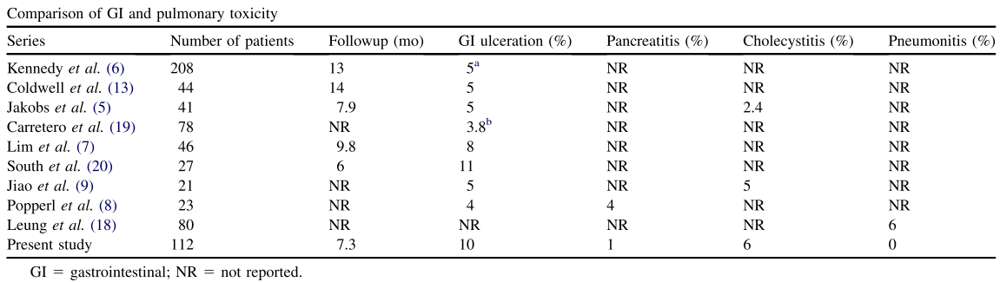 Comparison of GI and pulmonary toxicity
Series Number of patients Followup (mo) GI ulceration (%) Pancreatitis (%) Cholecystitis (%) Pneumonitis (%)
Kennedy et al. (6) 208 13 5a NR NR NR
Coldwell et al. (13) 44 14 5 NR NR NR
Jakobs et al. (5) 41 7.9 5 NR 2.4 NR
Carretero et al. (19) 78 NR 3.8b NR NR NR
Lim et al. (7) 46 9.8 8 NR NR NR
South et al. (20) 27 6 11 NR NR NR
Jiao et al. (9) 21 NR 5 NR 5 NR
Popperl et al. (8) 23 NR 4 4 NR NR
Leung et al. (18) 80 NR NR NR NR 6
Present study 112 7.3 10 1 6 0
GI = gastrointestinal; NR = not reported.